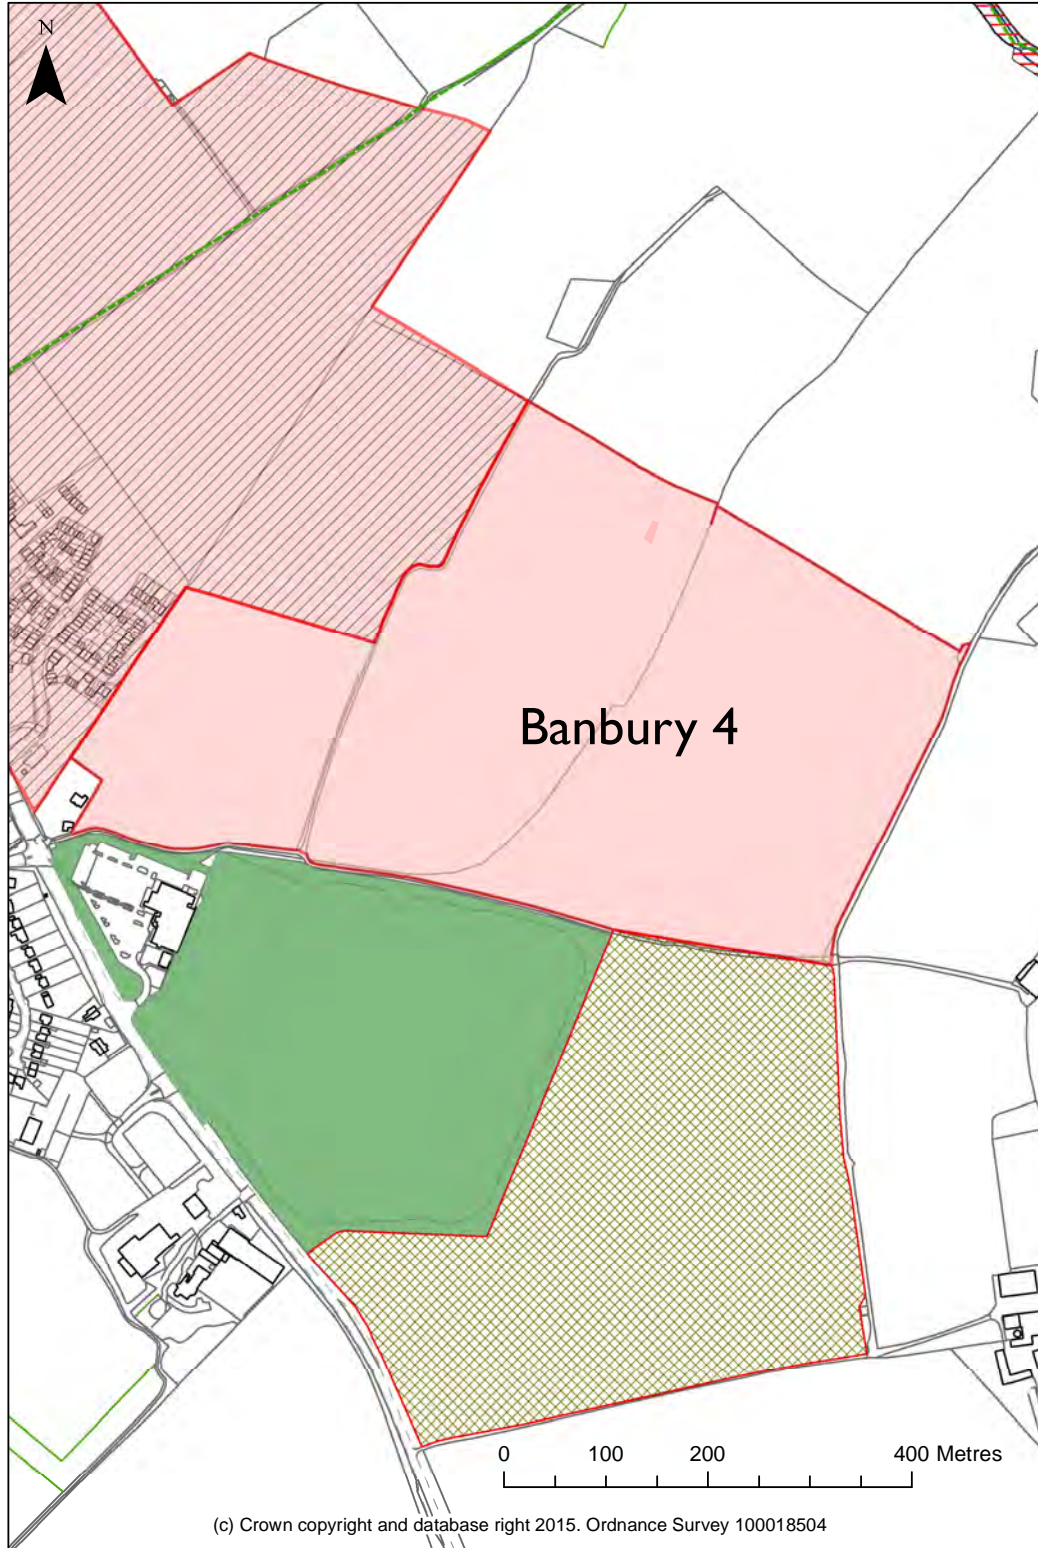 N
Banbury 4
0 100 200 400 Metres
(c) Crown copyright and database right 2015. Ordnance Survey 100018504